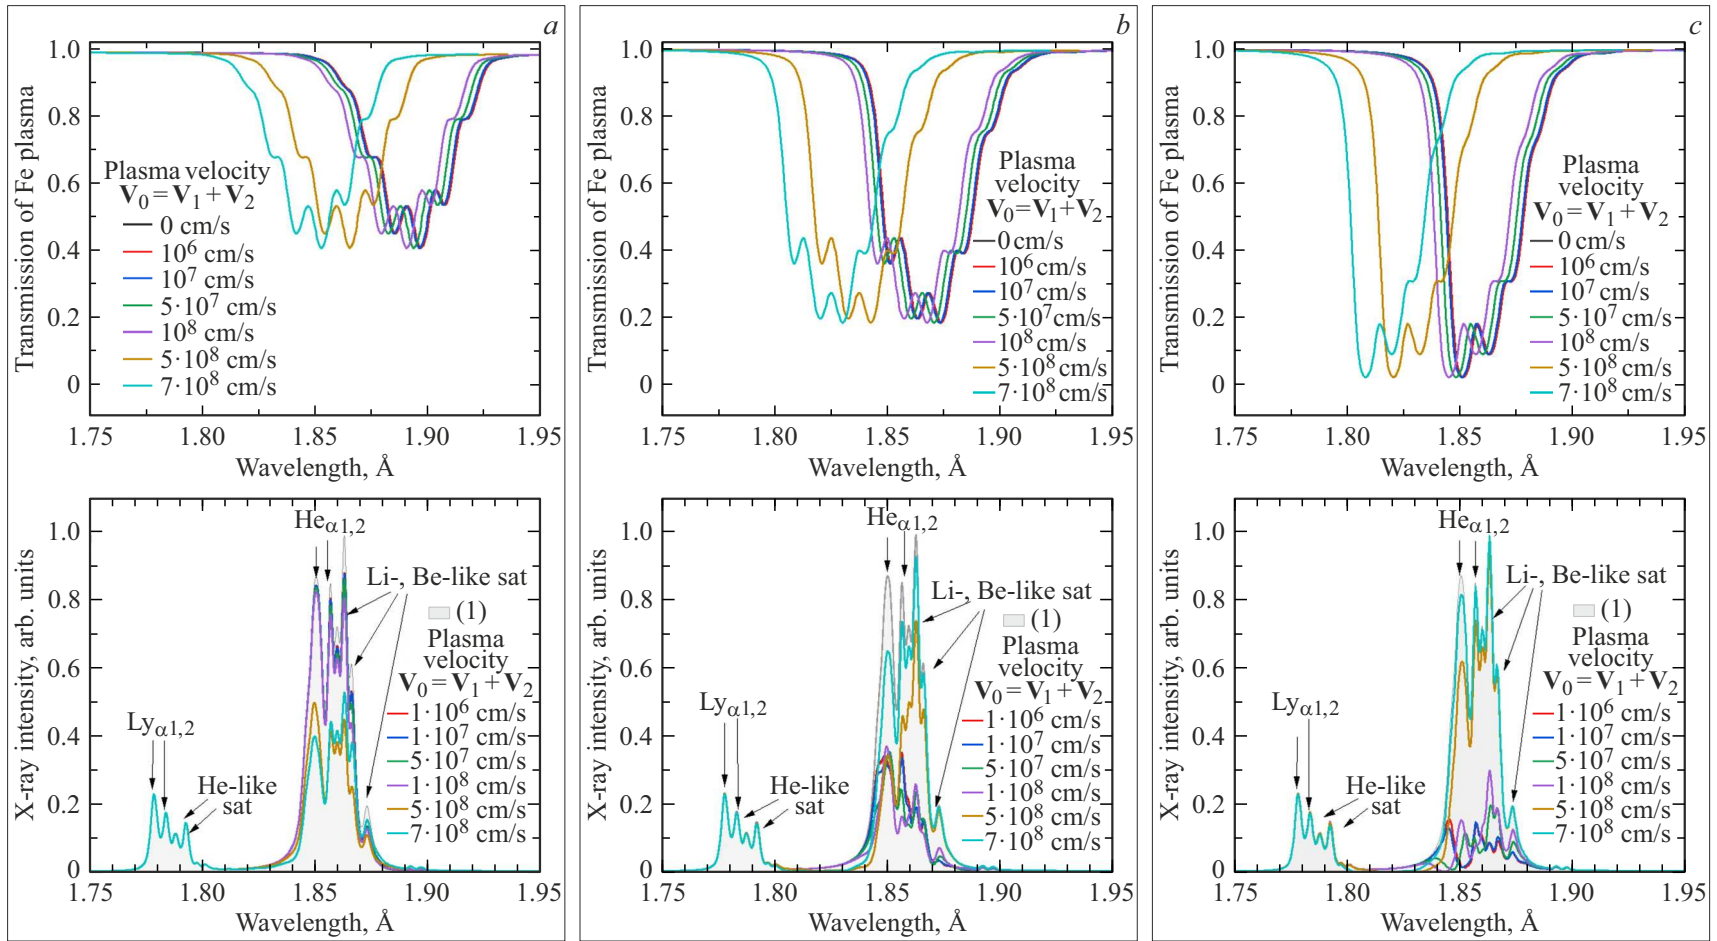 a
Transmission of Fe plasma
1.0
0.8
0.6
0.4
0.2
0
Plasma velocity
V0 = V1 + V2
0 cm/s
10^6 cm/s
10^7 cm/s
5·10^7 cm/s
10^8 cm/s
5·10^8 cm/s
7·10^8 cm/s
1.75 1.80 1.85 1.90 1.95
Wavelength, Å
X-ray intensity, arb. units
1.0
0.8
0.6
0.4
0.2
0
Heα1,2
Li-, Be-like sat
(1)
Plasma
velocity
V0 = V1 + V2
1·10^6 cm/s
1·10^7 cm/s
5·10^7 cm/s
1·10^8 cm/s
5·10^8 cm/s
7·10^8 cm/s
Lyα1,2
He-like
sat
1.75 1.80 1.85 1.90 1.95
Wavelength, Å
b
Transmission of Fe plasma
1.0
0.8
0.6
0.4
0.2
0
Plasma
velocity
V0 = V1 + V2
0 cm/s
10^6 cm/s
10^7 cm/s
5·10^7 cm/s
10^8 cm/s
5·10^8 cm/s
7·10^8 cm/s
1.75 1.80 1.85 1.90 1.95
Wavelength, Å
X-ray intensity, arb. units
1.0
0.8
0.6
0.4
0.2
0
Heα1,2
Li-, Be-like sat
(1)
Plasma
velocity
V0 = V1 + V2
1·10^6 cm/s
1·10^7 cm/s
5·10^7 cm/s
1·10^8 cm/s
5·10^8 cm/s
7·10^8 cm/s
Lyα1,2
He-like
sat
1.75 1.80 1.85 1.90 1.95
Wavelength, Å
c
Transmission of Fe plasma
1.0
0.8
0.6
0.4
0.2
0
Plasma
velocity
V0 = V1 + V2
0 cm/s
10^6 cm/s
10^7 cm/s
5·10^7 cm/s
10^8 cm/s
5·10^8 cm/s
7·10^8 cm/s
1.75 1.80 1.85 1.90 1.95
Wavelength, Å
X-ray intensity, arb. units
1.0
0.8
0.6
0.4
0.2
0
Heα1,2
Li-, Be-like sat
(1)
Plasma
velocity
V0 = V1 + V2
1·10^6 cm/s
1·10^7 cm/s
5·10^7 cm/s
1·10^8 cm/s
5·10^8 cm/s
7·10^8 cm/s
Lyα1,2
He-like
sat
1.75 1.80 1.85 1.90 1.95
Wavelength, Å